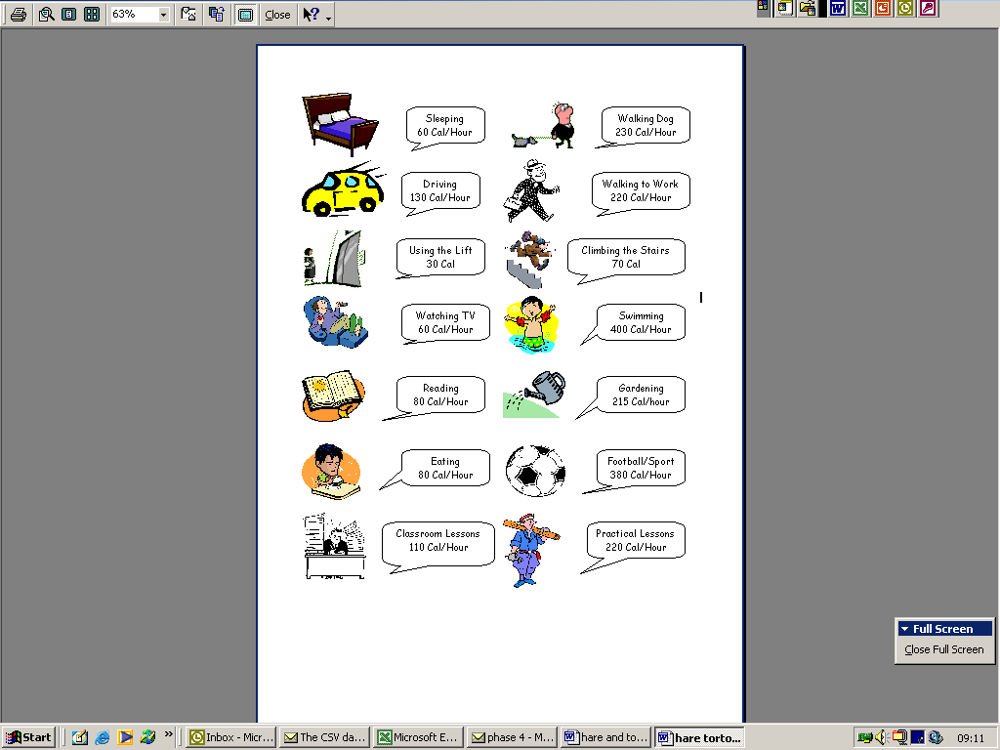 63%
Close
Sleeping
60 Cal/Hour
Walking Dog
230 Cal/Hour
Driving
130 Cal/Hour
Walking to Work
220 Cal/Hour
Using the Lift
30 Cal
Climbing the Stairs
70 Cal
Watching TV
60 Cal/Hour
Swimming
400 Cal/Hour
Reading
80 Cal/Hour
Gardening
215 Cal/hour
Eating
80 Cal/Hour
Football/Sport
380 Cal/Hour
Classroom Lessons
110 Cal/Hour
Practical Lessons
220 Cal/Hour
Full Screen
Close Full Screen
Start
Inbox - Micr...
The CSV da...
Microsoft E...
phase 4 - M...
hare and to...
hare torto...
09:11